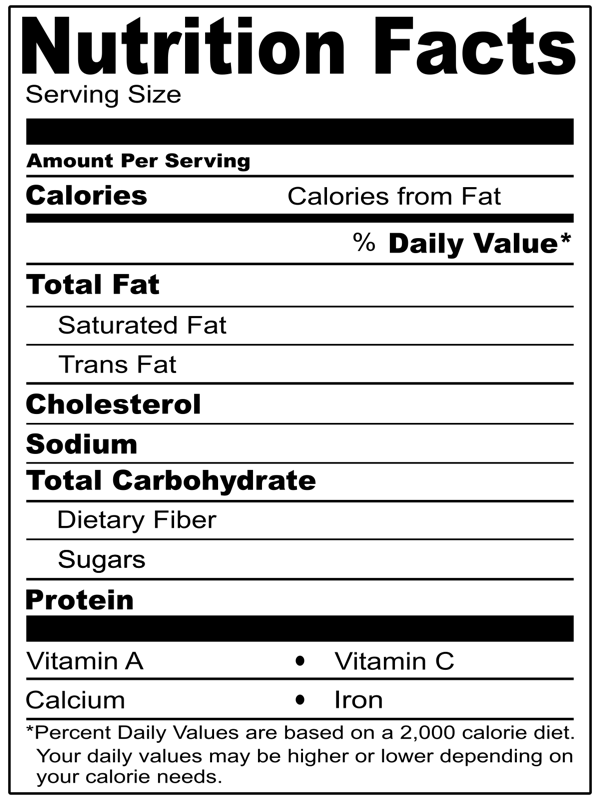 Nutrition Facts
Serving Size
Amount Per Serving
Calories Calories from Fat
% Daily Value*
Total Fat
Saturated Fat
Trans Fat
Cholesterol
Sodium
Total Carbohydrate
Dietary Fiber
Sugars
Protein
Vitamin A • Vitamin C
Calcium • Iron
*Percent Daily Values are based on a 2,000 calorie diet.
Your daily values may be higher or lower depending on
your calorie needs.